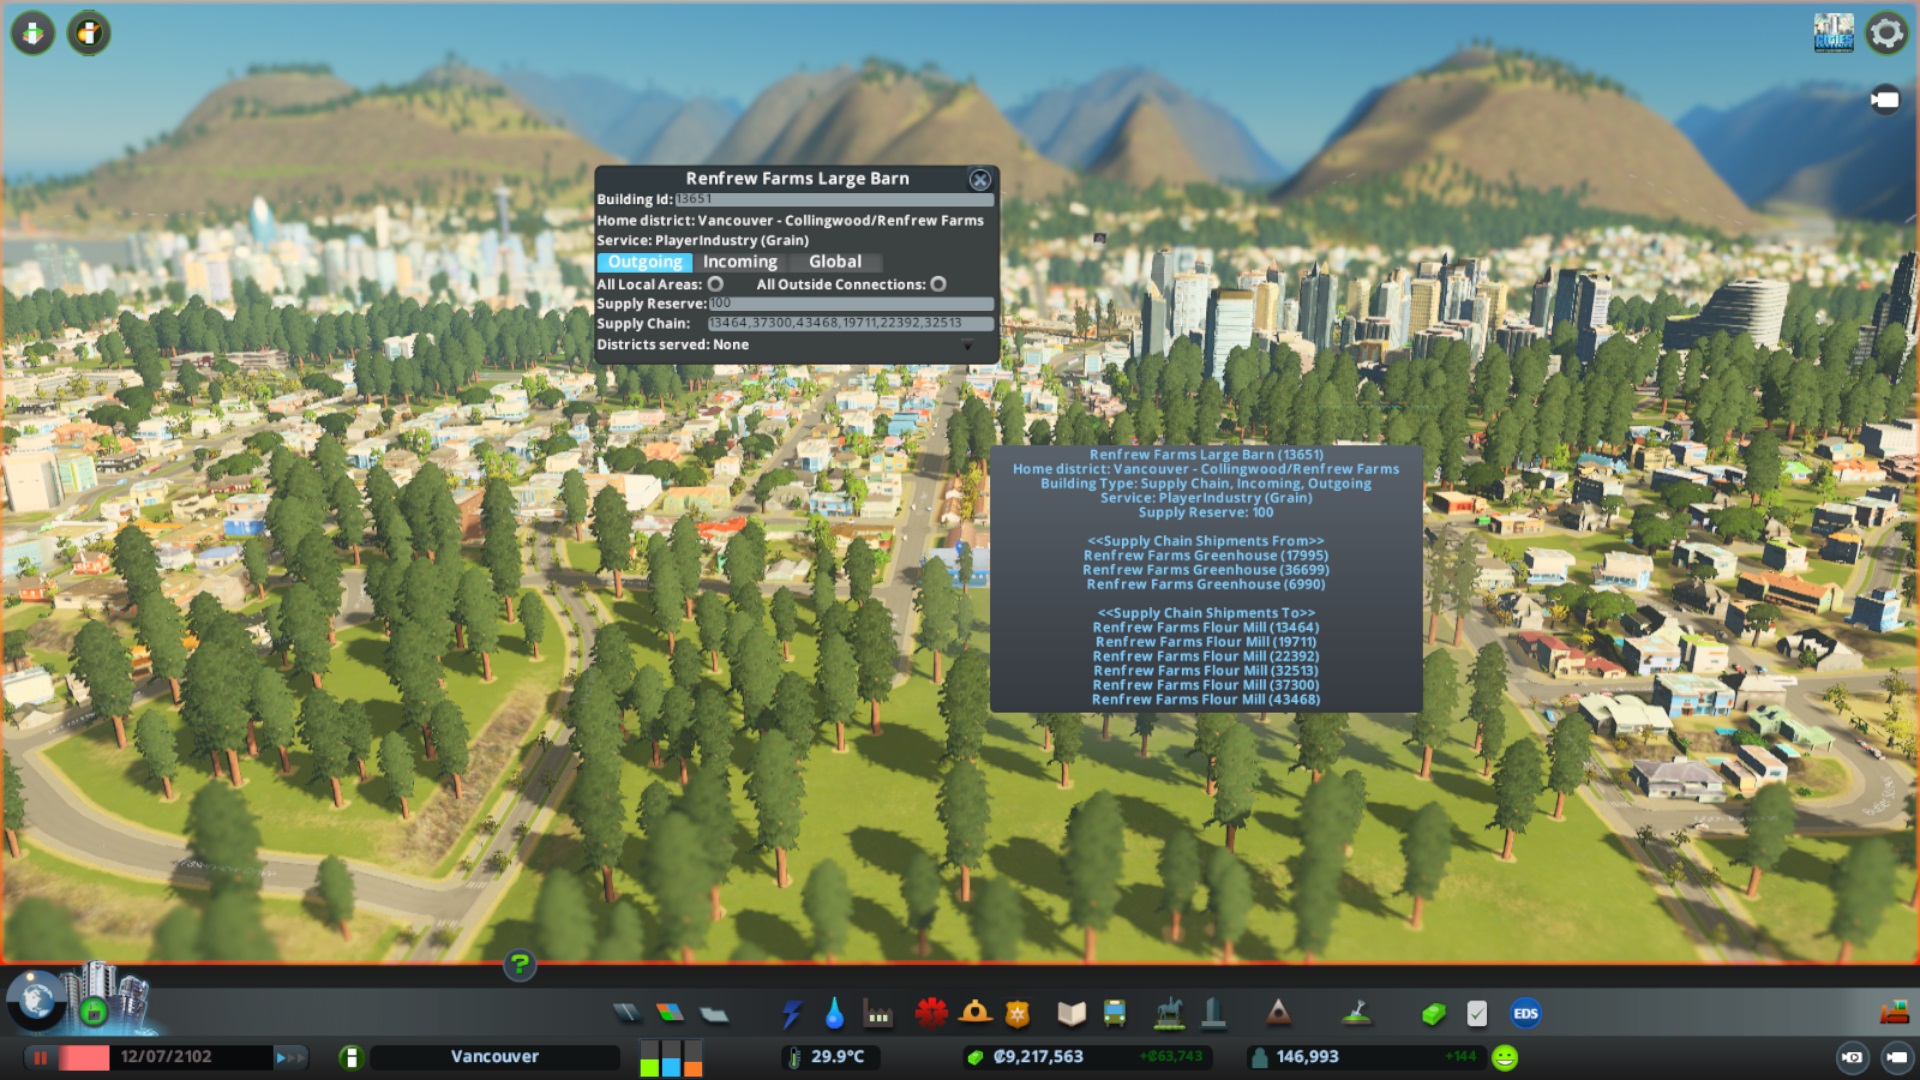 Renfrew Farms Large Barn
Building Id: 13651
Home district: Vancouver - Collingwood/Renfrew Farms
Service: PlayerIndustry (Grain)
Outgoing Incoming Global
All Local Areas: All Outside Connections:
Supply Reserve: 100
Supply Chain: 13464,37300,43468,19711,22392,32513
Districts served: None
Renfrew Farms Large Barn (13651)
Home district: Vancouver - Collingwood/Renfrew Farms
Building Type: Supply Chain, Incoming, Outgoing
Service: PlayerIndustry (Grain)
Supply Reserve: 100
<<Supply Chain Shipments From>>
Renfrew Farms Greenhouse (17995)
Renfrew Farms Greenhouse (36699)
Renfrew Farms Greenhouse (6990)
<<Supply Chain Shipments To>>
Renfrew Farms Flour Mill (13464)
Renfrew Farms Flour Mill (19711)
Renfrew Farms Flour Mill (22392)
Renfrew Farms Flour Mill (32513)
Renfrew Farms Flour Mill (37300)
Renfrew Farms Flour Mill (43468)
?
EDS
12/07/2102
Vancouver
29.9°C
₡9,217,563
+₡63,743
146,993
+144